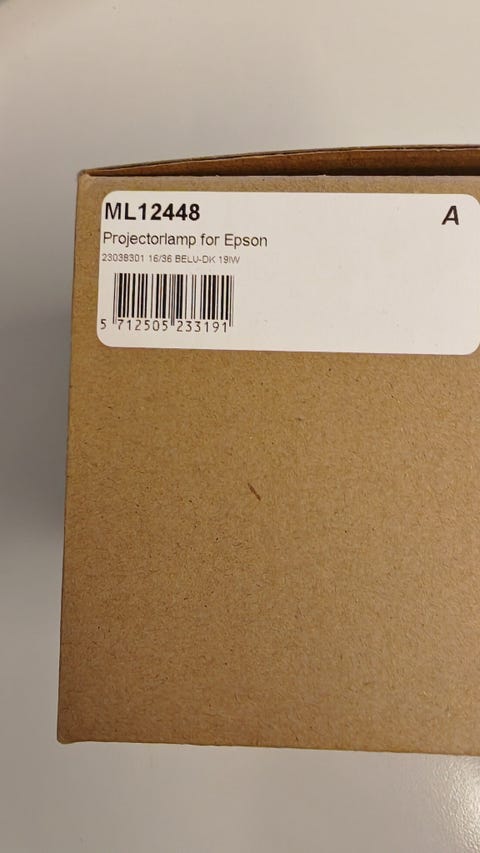 ML12448
A
Projectorlamp for Epson
23038301 16/36 BELU-DK 19IW
5 712505 233191